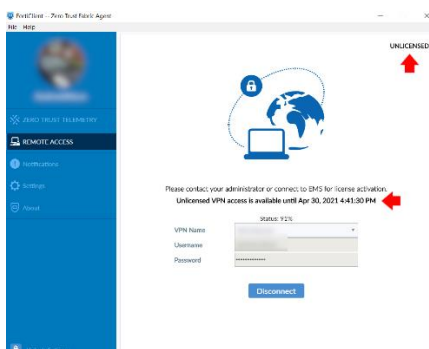 FortiClient -- Zero Trust Fabric Agent
File Help
UNLICENSED
ZERO TRUST TELEMETRY
REMOTE ACCESS
Notifications
Settings
About
Please contact your administrator or connect to EMS for license activation.
Unlicensed VPN access is available until Apr 30, 2021 4:41:30 PM
Status: 91%
VPN Name
Username
Password
Disconnect